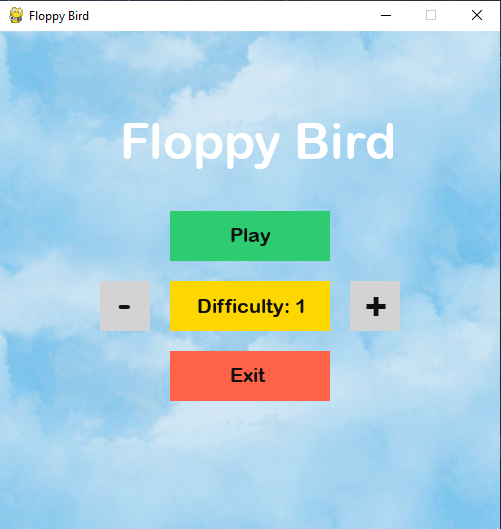 Floppy Bird
Floppy Bird
Play
- Difficulty: 1 +
Exit